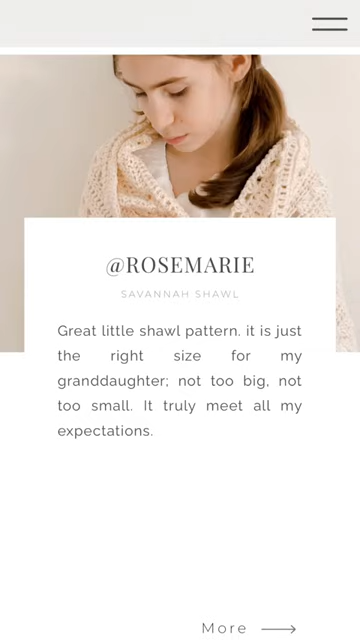 @ROSEMARIE
SAVANNAH SHAWL
Great little shawl pattern. it is just
the right size for my
granddaughter; not too big, not
too small. It truly meet all my
expectations.
More